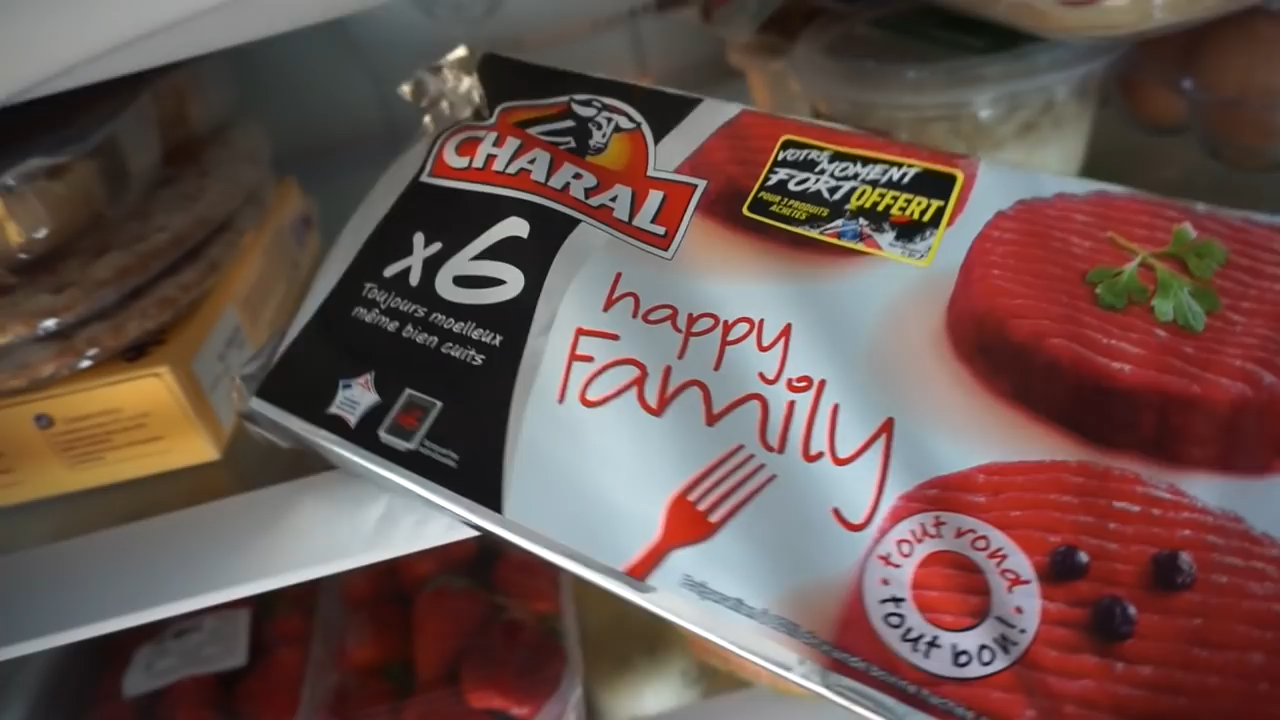 CHARAL
x6
Toujours moelleux
même bien cuits
VOTRE
MOMENT
FORT OFFERT
POUR 3 PRODUITS
ACHETÉS
happy
Family
tout rond
tout bon!